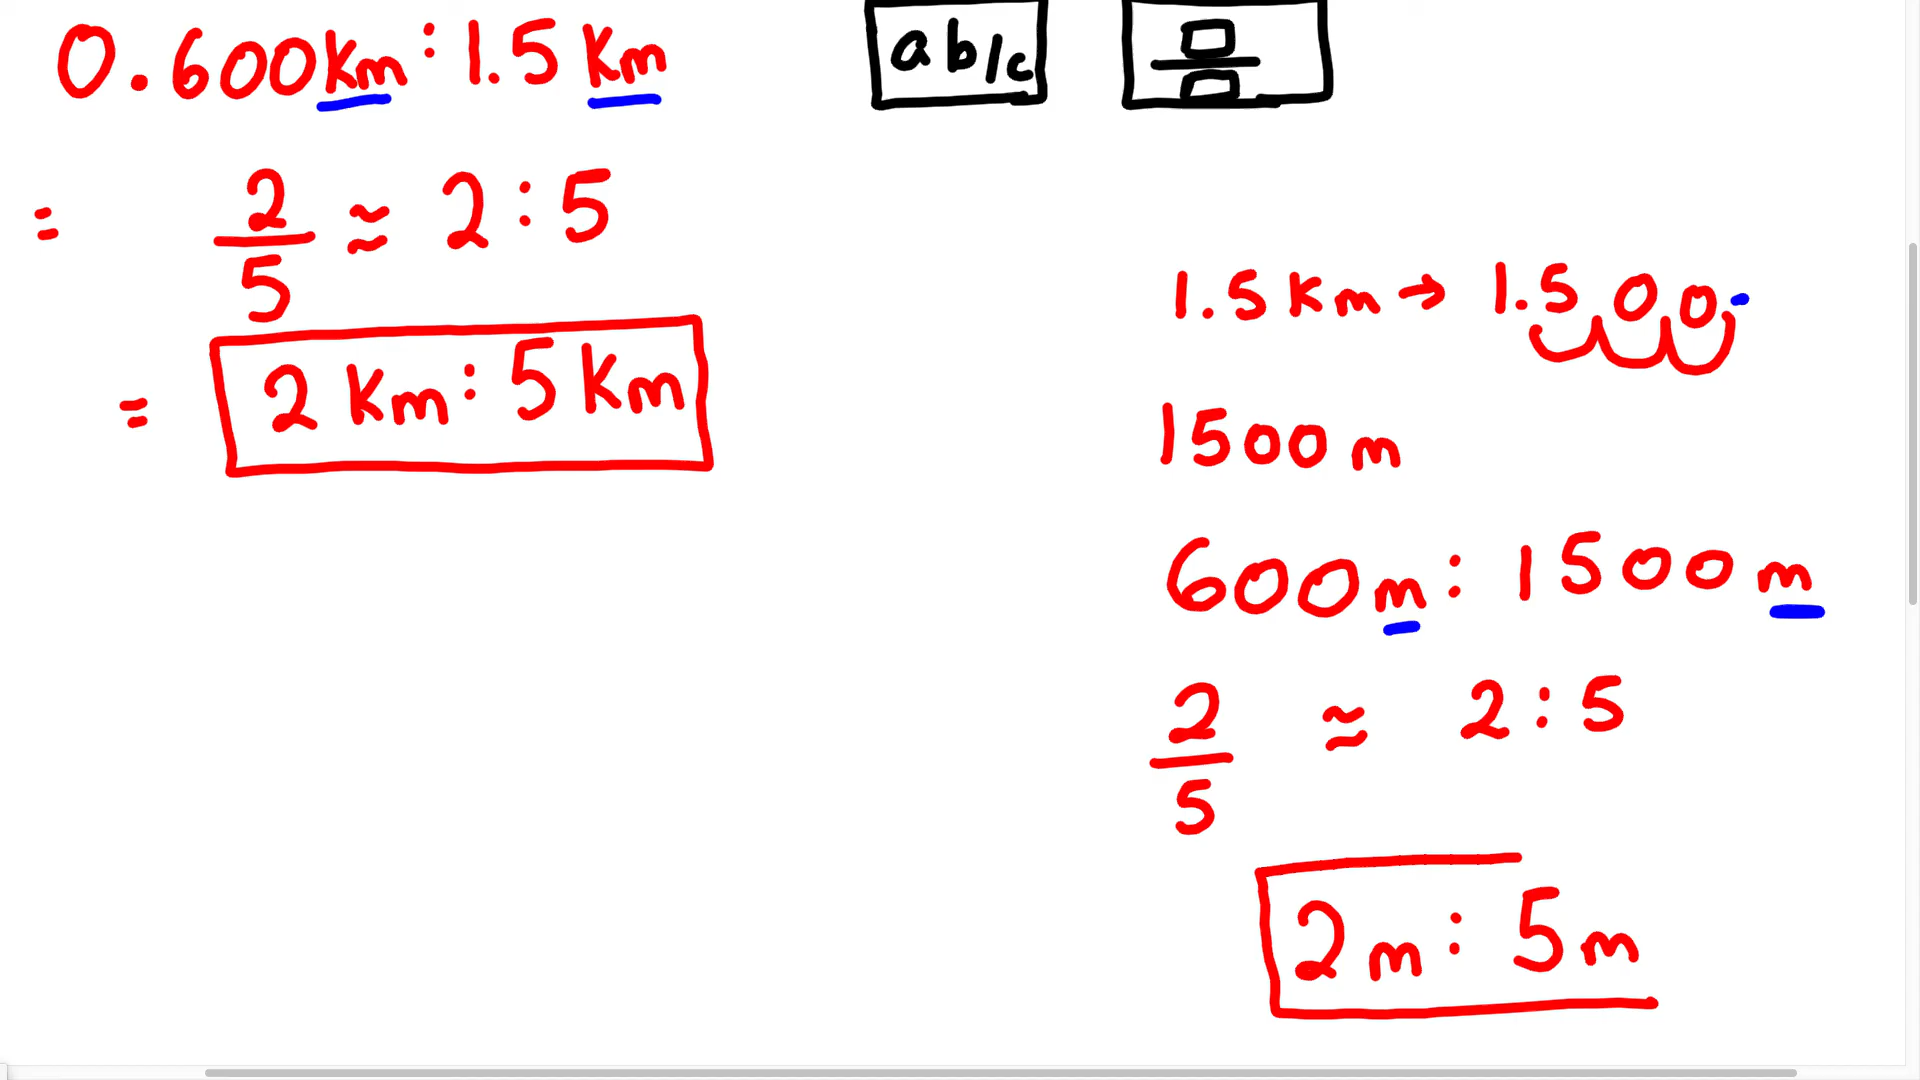 0.600km : 1.5 km
ab/c
= 2/5 ≈ 2 : 5
= 2 km : 5 km
1.5 km → 1.500.
1500 m
600m : 1500 m
2/5 ≈ 2 : 5
2m : 5m